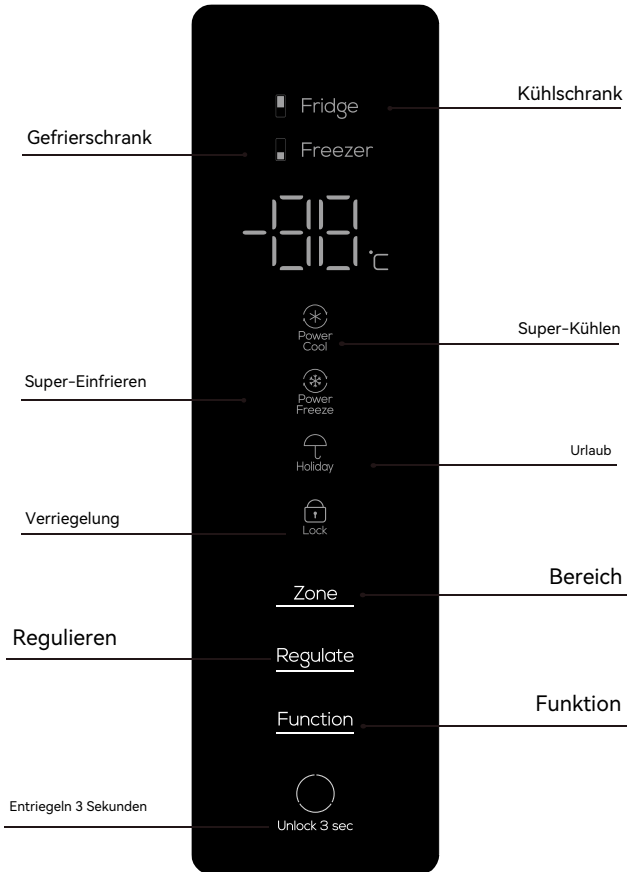 Kühlschrank
Fridge
Gefrierschrank
Freezer
-88 °C
Power
Cool
Super-Kühlen
Super-Einfrieren
Power
Freeze
Urlaub
Holiday
Verriegelung
Lock
Bereich
Zone
Regulieren
Regulate
Funktion
Function
Entriegeln 3 Sekunden
Unlock 3 sec